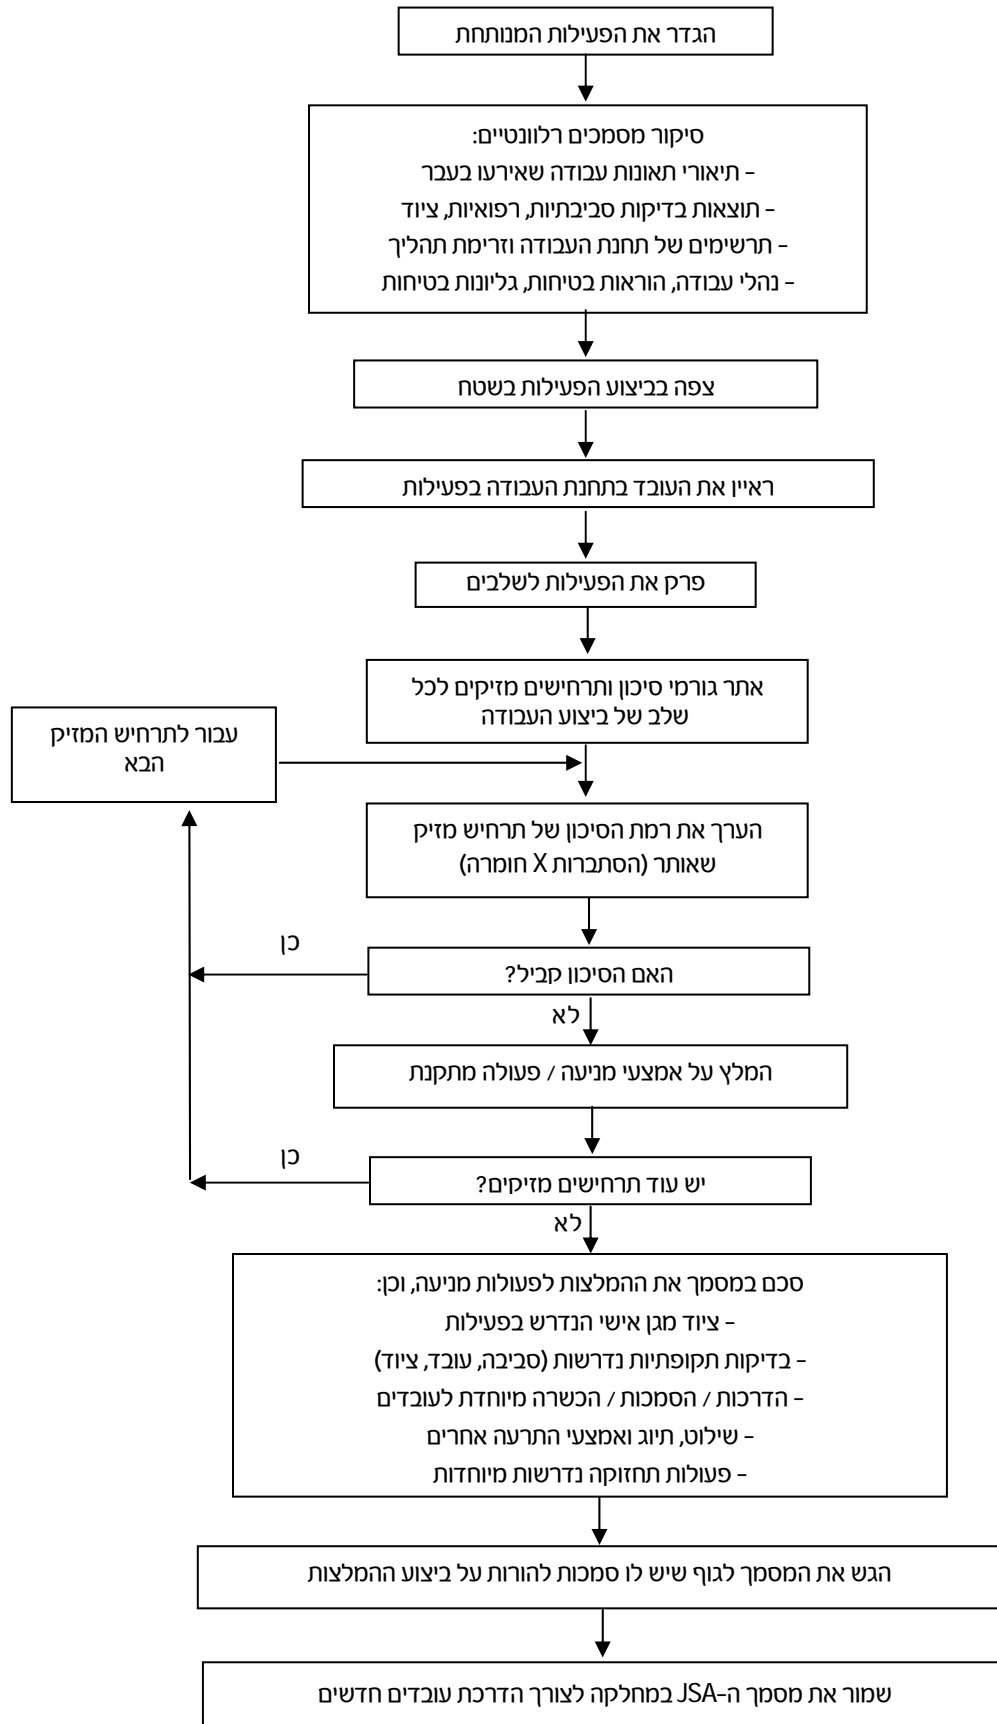 הגדר את הפעילות המנותחת
סיקור מסמכים רלוונטיים:
- תיאורי תאונות עבודה שאירעו בעבר
- תוצאות בדיקות סביבתיות, רפואיות, ציוד
- תרשימים של תחנת העבודה וזרימת תהליך
- נהלי עבודה, הוראות בטיחות, גליונות בטיחות
צפה בביצוע הפעילות בשטח
ראיין את העובד בתחנת העבודה בפעילות
פרק את הפעילות לשלבים
אתר גורמי סיכון ותרחישים מזיקים לכל
שלב של ביצוע העבודה
עבור לתרחיש המזיק
הבא
הערך את רמת הסיכון של תרחיש מזיק
שאותר (הסתברות X חומרה)
האם הסיכון קביל?
כן
לא
המלץ על אמצעי מניעה / פעולה מתקנת
יש עוד תרחישים מזיקים?
כן
לא
סכם במסמך את ההמלצות לפעולות מניעה, וכן:
- ציוד מגן אישי הנדרש בפעילות
- בדיקות תקופתיות נדרשות (סביבה, עובד, ציוד)
- הדרכות / הסמכות / הכשרה מיוחדת לעובדים
- שילוט, תיוג ואמצעי התרעה אחרים
- פעולות תחזוקה נדרשות מיוחדות
הגש את המסמך לגוף שיש לו סמכות להורות על ביצוע ההמלצות
שמור את מסמך ה-JSA במחלקה לצורך הדרכת עובדים חדשים